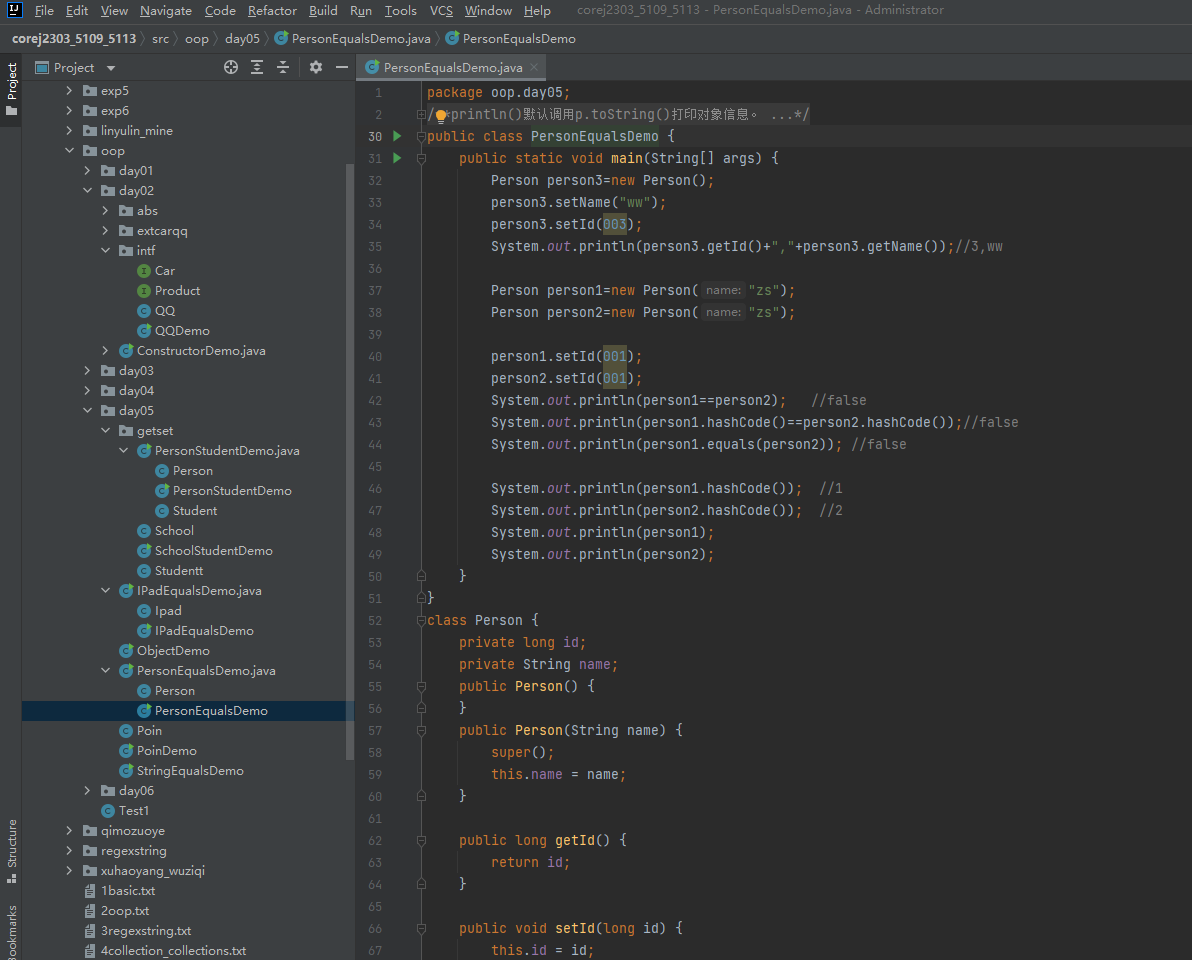 File Edit View Navigate Code Refactor Build Run Tools VCS Window Help corej2303_5109_5113 - PersonEqualsDemo.java - Administrator
corej2303_5109_5113 src oop day05 PersonEqualsDemo.java PersonEqualsDemo
Project
Project
exp5
exp6
linyulin_mine
oop
day01
day02
abs
extcarqq
intf
Car
Product
QQ
QQDemo
ConstructorDemo.java
day03
day04
day05
getset
PersonStudentDemo.java
Person
PersonStudentDemo
Student
School
SchoolStudentDemo
Studentt
IPadEqualsDemo.java
Ipad
IPadEqualsDemo
ObjectDemo
PersonEqualsDemo.java
Person
PersonEqualsDemo
Poin
PoinDemo
StringEqualsDemo
day06
Test1
qimozuoye
regexstring
xuhaoyang_wuziqi
1basic.txt
2oop.txt
3regexstring.txt
4collection_collections.txt
Structure
Bookmarks
PersonEqualsDemo.java
1 package oop.day05;
2 /**println()默认调用p.toString()打印对象信息。 ...*/
30 public class PersonEqualsDemo {
31 public static void main(String[] args) {
32 Person person3=new Person();
33 person3.setName("ww");
34 person3.setId(003);
35 System.out.println(person3.getId()+","+person3.getName());//3,ww
36
37 Person person1=new Person( name: "zs");
38 Person person2=new Person( name: "zs");
39
40 person1.setId(001);
41 person2.setId(001);
42 System.out.println(person1==person2); //false
43 System.out.println(person1.hashCode()==person2.hashCode());//false
44 System.out.println(person1.equals(person2)); //false
45
46 System.out.println(person1.hashCode()); //1
47 System.out.println(person2.hashCode()); //2
48 System.out.println(person1);
49 System.out.println(person2);
50 }
51 }
52 class Person {
53 private long id;
54 private String name;
55 public Person() {
56 }
57 public Person(String name) {
58 super();
59 this.name = name;
60 }
61
62 public long getId() {
63 return id;
64 }
65
66 public void setId(long id) {
67 this.id = id;